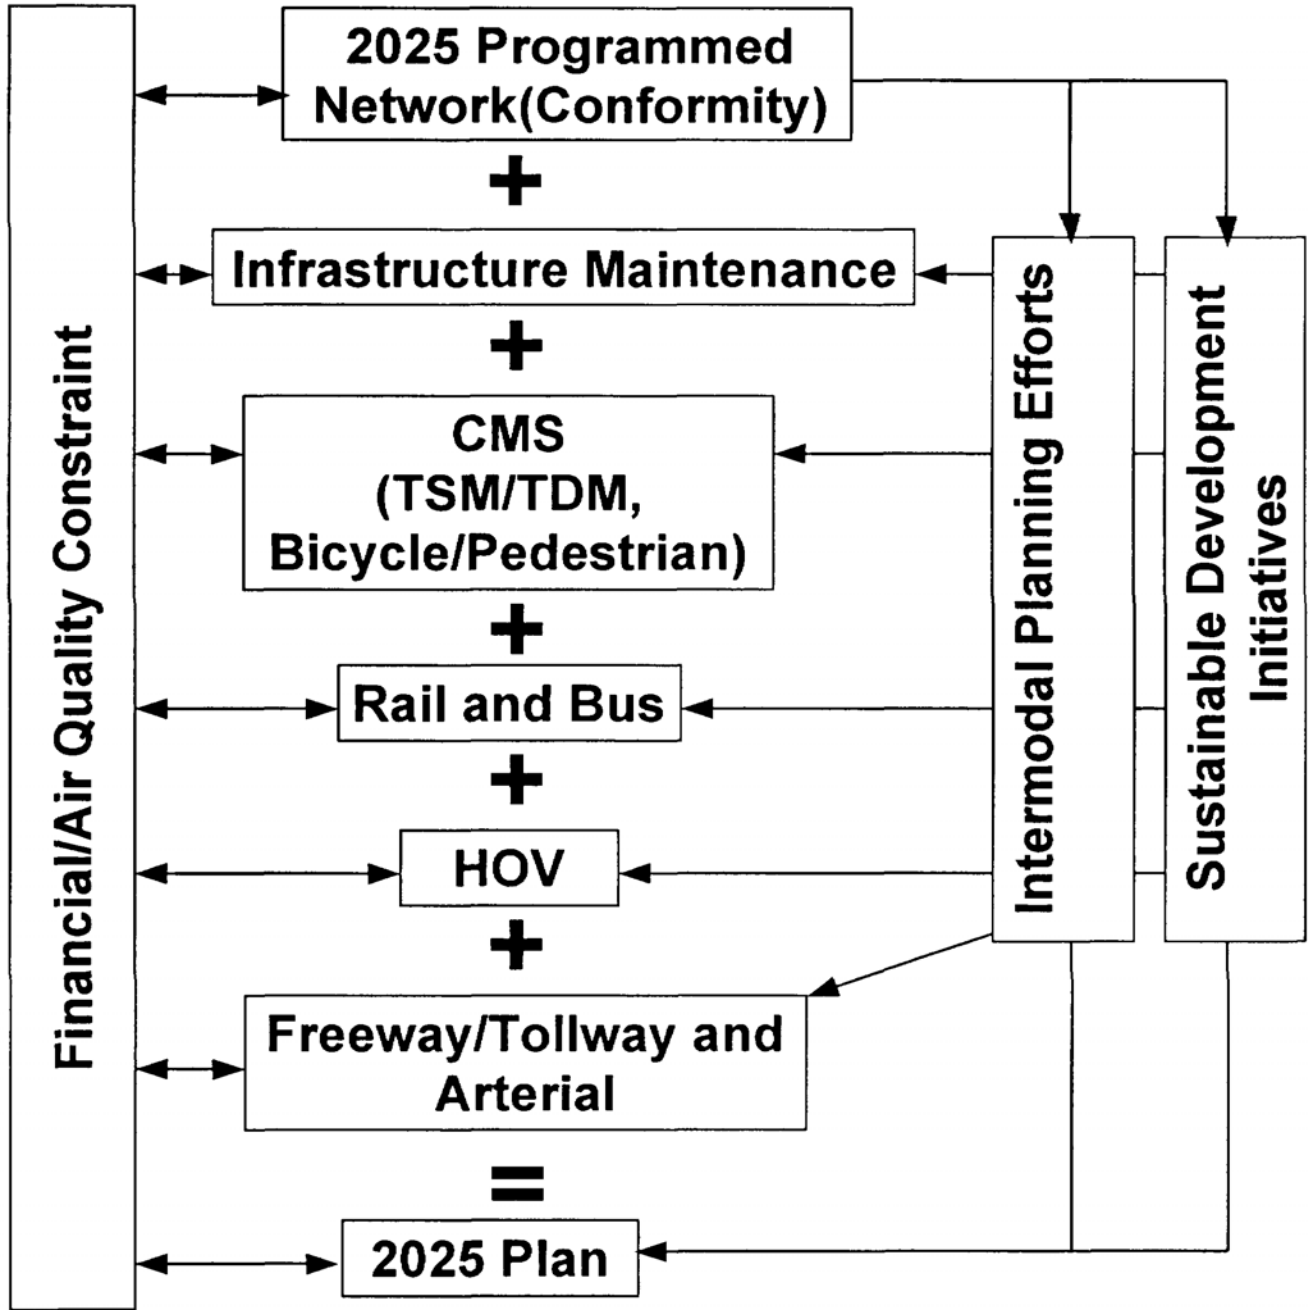 2025 Programmed
Network(Conformity)
+
Infrastructure Maintenance
+
CMS
(TSM/TDM,
Bicycle/Pedestrian)
+
Rail and Bus
+
HOV
+
Freeway/Tollway and
Arterial
=
2025 Plan
Financial/Air Quality Constraint
Intermodal Planning Efforts
Sustainable Development
Initiatives